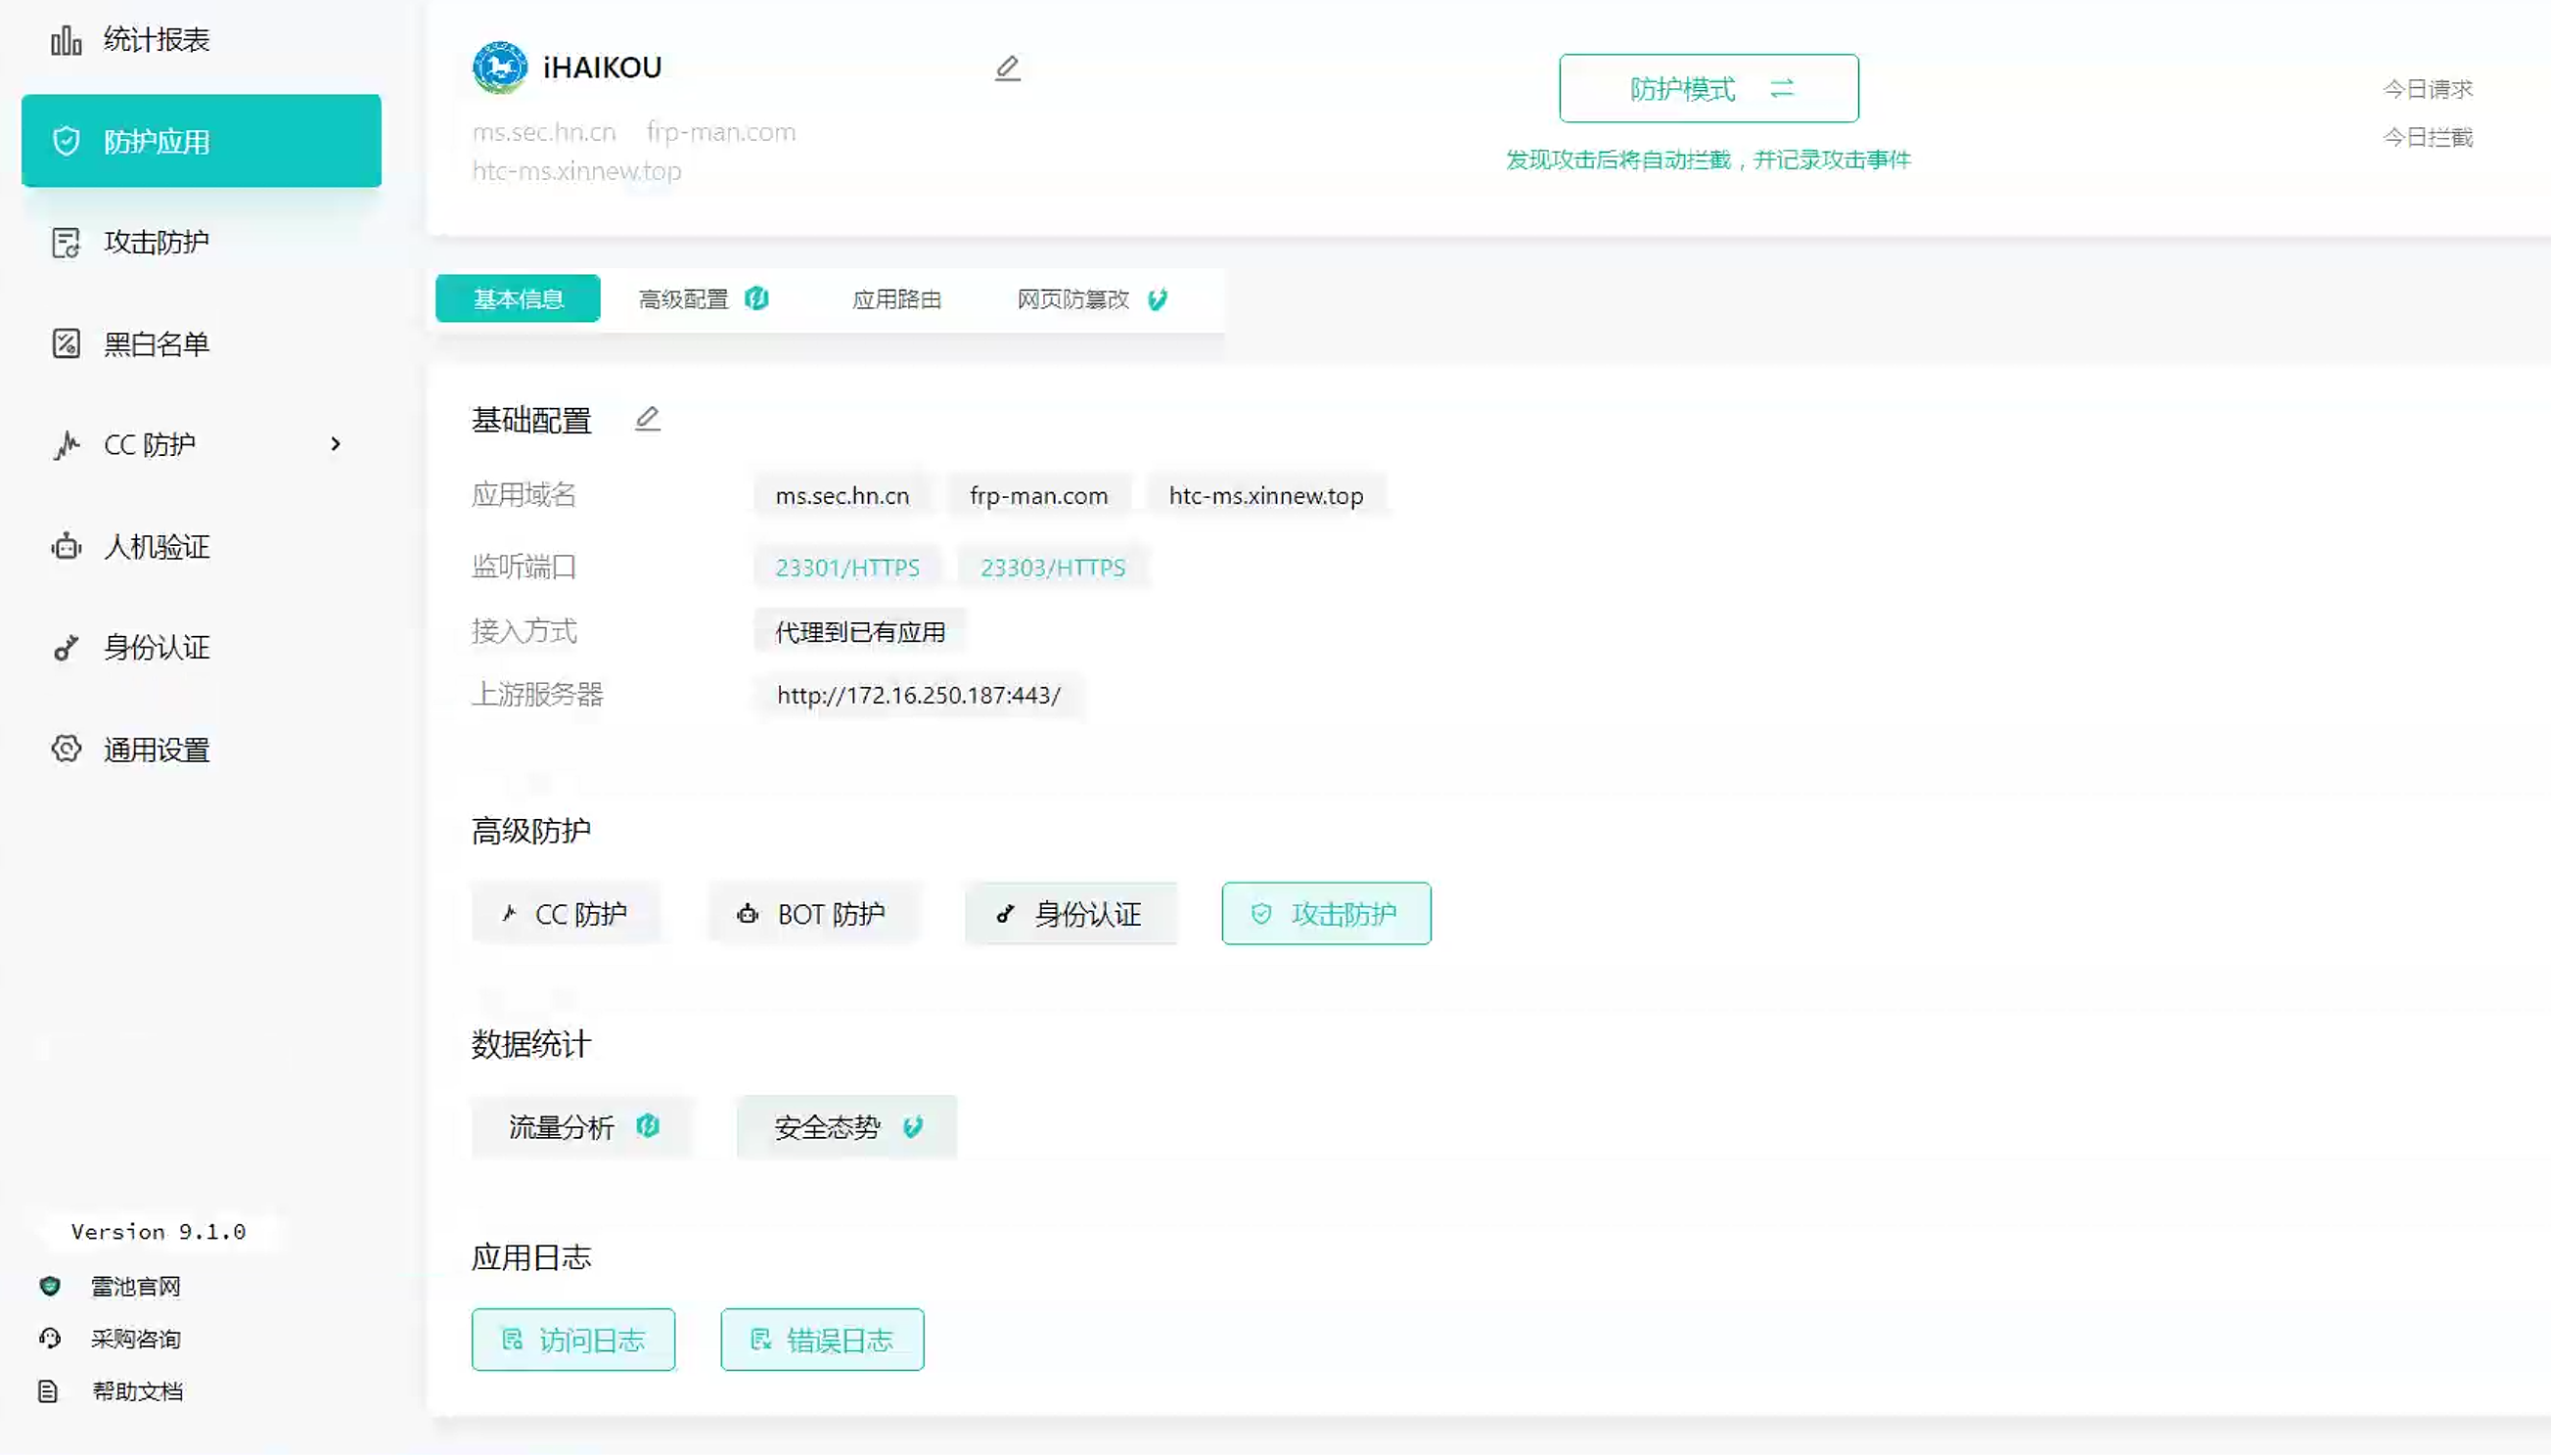 统计报表
防护应用
攻击防护
黑白名单
CC 防护
人机验证
身份认证
通用设置
Version 9.1.0
雷池官网
采购咨询
帮助文档
iHAIKOU
ms.sec.hn.cn frp-man.com
htc-ms.xinnew.top
防护模式
发现攻击后将自动拦截，并记录攻击事件
今日请求
今日拦截
基本信息 高级配置 应用路由 网页防篡改
基础配置
应用域名 ms.sec.hn.cn frp-man.com htc-ms.xinnew.top
监听端口 23301/HTTPS 23303/HTTPS
接入方式 代理到已有应用
上游服务器 http://172.16.250.187:443/
高级防护
CC 防护 BOT 防护 身份认证 攻击防护
数据统计
流量分析 安全态势
应用日志
访问日志 错误日志